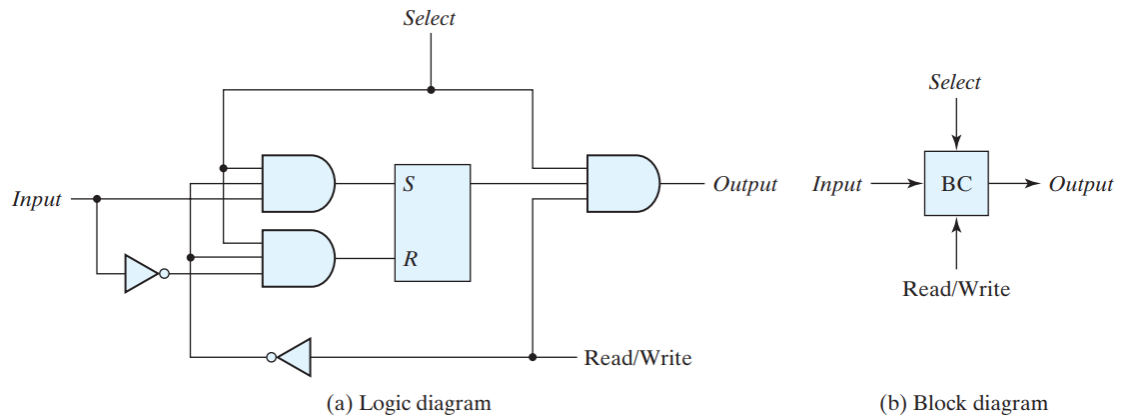 Select
Input
S
R
Output
Read/Write
(a) Logic diagram
Select
Input
BC
Output
Read/Write
(b) Block diagram